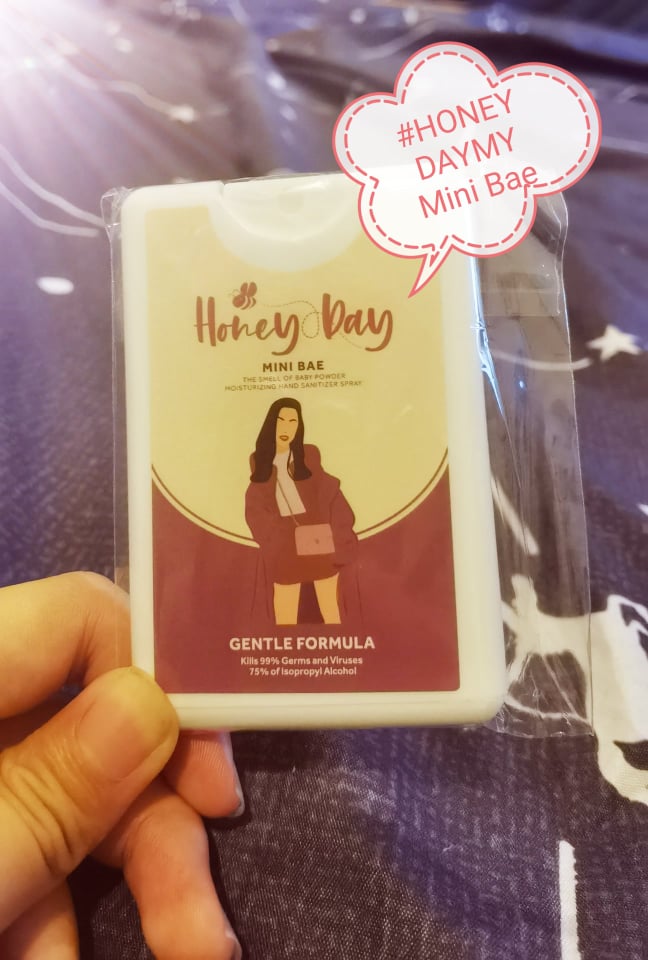 #HONEY
DAYMY
Mini Bae
Honey Day
MINI BAE
THE SMELL OF BABY POWDER
MOISTURIZING HAND SANITIZER SPRAY
GENTLE FORMULA
Kills 99% Germs and Viruses
75% of Isopropyl Alcohol